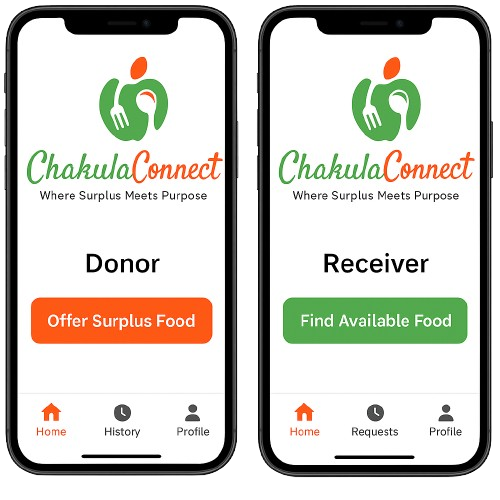 ChakulaConnect
Where Surplus Meets Purpose
Donor
Offer Surplus Food
Home History Profile
ChakulaConnect
Where Surplus Meets Purpose
Receiver
Find Available Food
Home Requests Profile